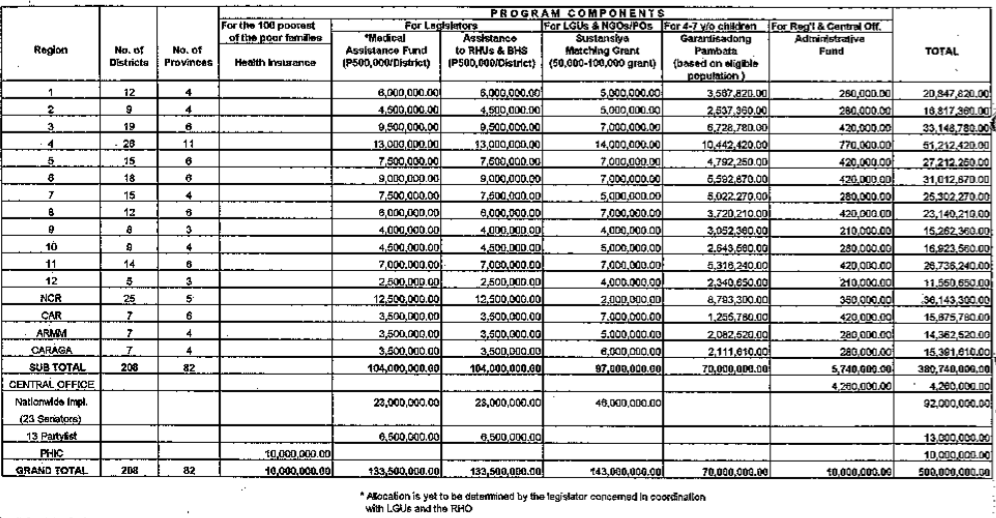 PROGRAM COMPONENTS
For the 100 poorest of the poor families For Legislators For LGUs & NGOs/POs For 4-7 y/o children For Reg'l & Central Off.
Region No. of Districts No. of Provinces Health Insurance *Medical Assistance Fund (P500,000/District) Assistance to RHUs & BHS (P500,000/District) Sustansiya Matching Grant (50,000-100,000 grant) Garantisadong Pambata (based on eligible population ) Administrative Fund TOTAL
1 12 4 6,000,000.00 6,000,000.00 5,000,000.00 3,567,820.00 280,000.00 20,847,820.00
2 9 4 4,500,000.00 4,500,000.00 5,000,000.00 2,537,360.00 280,000.00 16,817,360.00
3 19 6 9,500,000.00 9,500,000.00 7,000,000.00 6,728,780.00 420,000.00 33,148,780.00
4 26 11 13,000,000.00 13,000,000.00 14,000,000.00 10,442,420.00 770,000.00 51,212,420.00
5 15 6 7,500,000.00 7,500,000.00 7,000,000.00 4,792,250.00 420,000.00 27,212,250.00
6 18 6 9,000,000.00 9,000,000.00 7,000,000.00 5,592,670.00 420,000.00 31,012,670.00
7 15 4 7,500,000.00 7,500,000.00 5,000,000.00 5,022,270.00 280,000.00 25,302,270.00
8 12 6 6,000,000.00 6,000,000.00 7,000,000.00 3,720,210.00 420,000.00 23,140,210.00
9 8 3 4,000,000.00 4,000,000.00 4,000,000.00 3,052,360.00 210,000.00 15,262,360.00
10 9 4 4,500,000.00 4,500,000.00 5,000,000.00 2,643,560.00 280,000.00 16,923,560.00
11 14 6 7,000,000.00 7,000,000.00 7,000,000.00 5,316,240.00 420,000.00 26,736,240.00
12 5 3 2,500,000.00 2,500,000.00 4,000,000.00 2,340,650.00 210,000.00 11,550,650.00
NCR 25 5 12,500,000.00 12,500,000.00 2,000,000.00 8,793,300.00 350,000.00 36,143,300.00
CAR 7 6 3,500,000.00 3,500,000.00 7,000,000.00 1,255,760.00 420,000.00 15,675,760.00
ARMM 7 4 3,500,000.00 3,500,000.00 5,000,000.00 2,082,520.00 280,000.00 14,362,520.00
CARAGA 7 4 3,500,000.00 3,500,000.00 6,000,000.00 2,111,610.00 280,000.00 15,391,610.00
SUB TOTAL 208 82 104,000,000.00 104,000,000.00 97,000,000.00 70,000,000.00 5,740,000.00 380,740,000.00
CENTRAL OFFICE 4,260,000.00 4,260,000.00
Nationwide Impl. 23,000,000.00 23,000,000.00 46,000,000.00 92,000,000.00
(23 Senators)
13 Partylist 6,500,000.00 6,500,000.00 13,000,000.00
PHIC 10,000,000.00 10,000,000.00
GRAND TOTAL 208 82 10,000,000.00 133,500,000.00 133,500,000.00 143,000,000.00 70,000,000.00 10,000,000.00 500,000,000.00
* Allocation is yet to be determined by the legislator concerned in coordination
with LGUs and the RHO